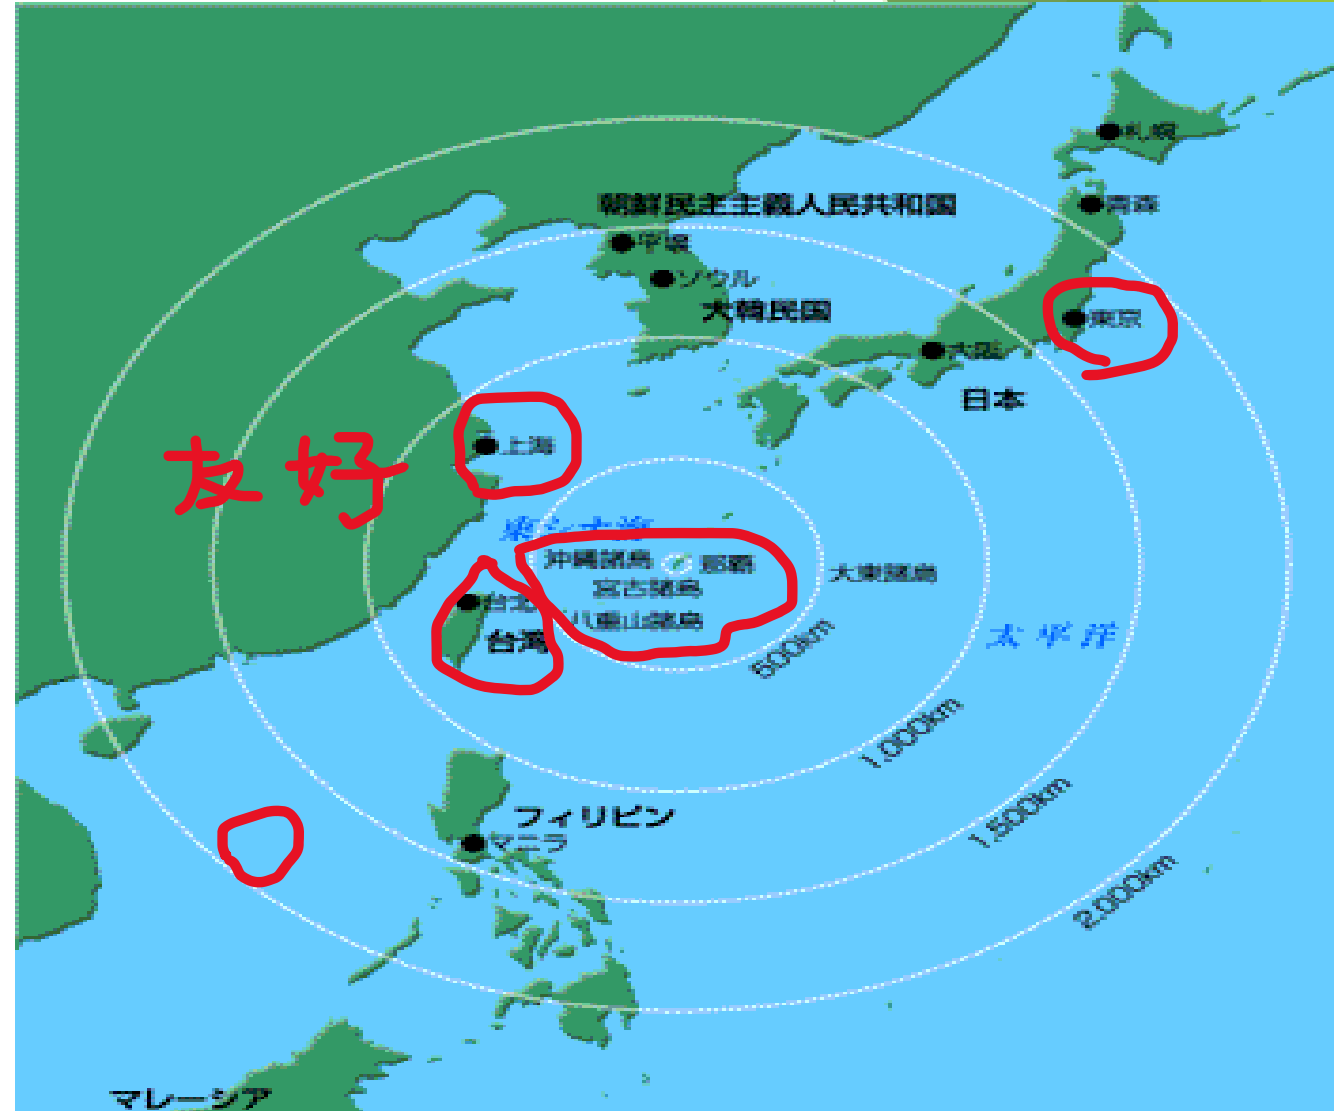 札幌
朝鮮民主主義人民共和国
青森
平壌
ソウル
大韓民国
東京
大阪
日本
上海
友好
東シナ海
沖縄諸島
那覇
大東諸島
宮古諸島
台北
八重山諸島
台湾
太平洋
500km
1,000km
1,500km
2,000km
フィリピン
マニラ
マレーシア